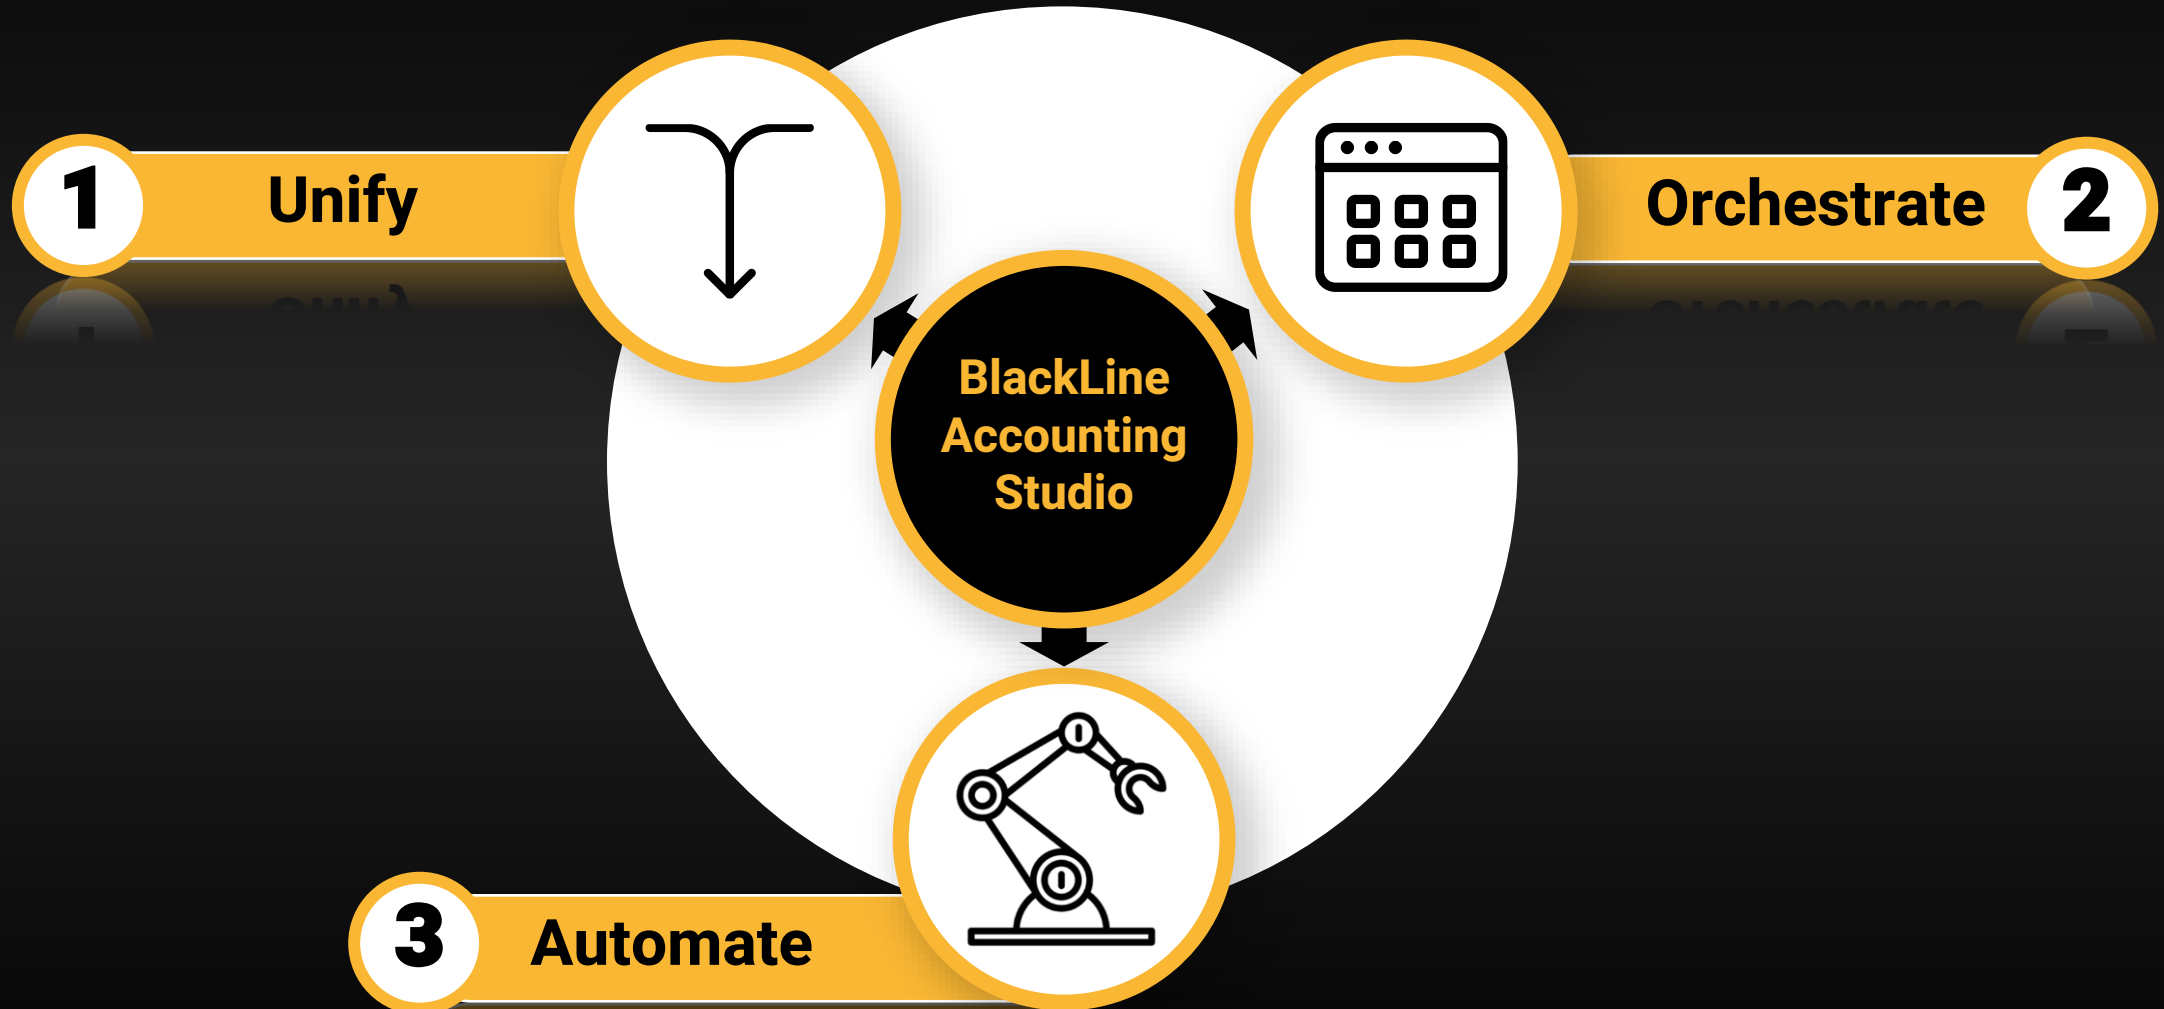 1
Unify
Orchestrate
2
BlackLine
Accounting
Studio
3
Automate